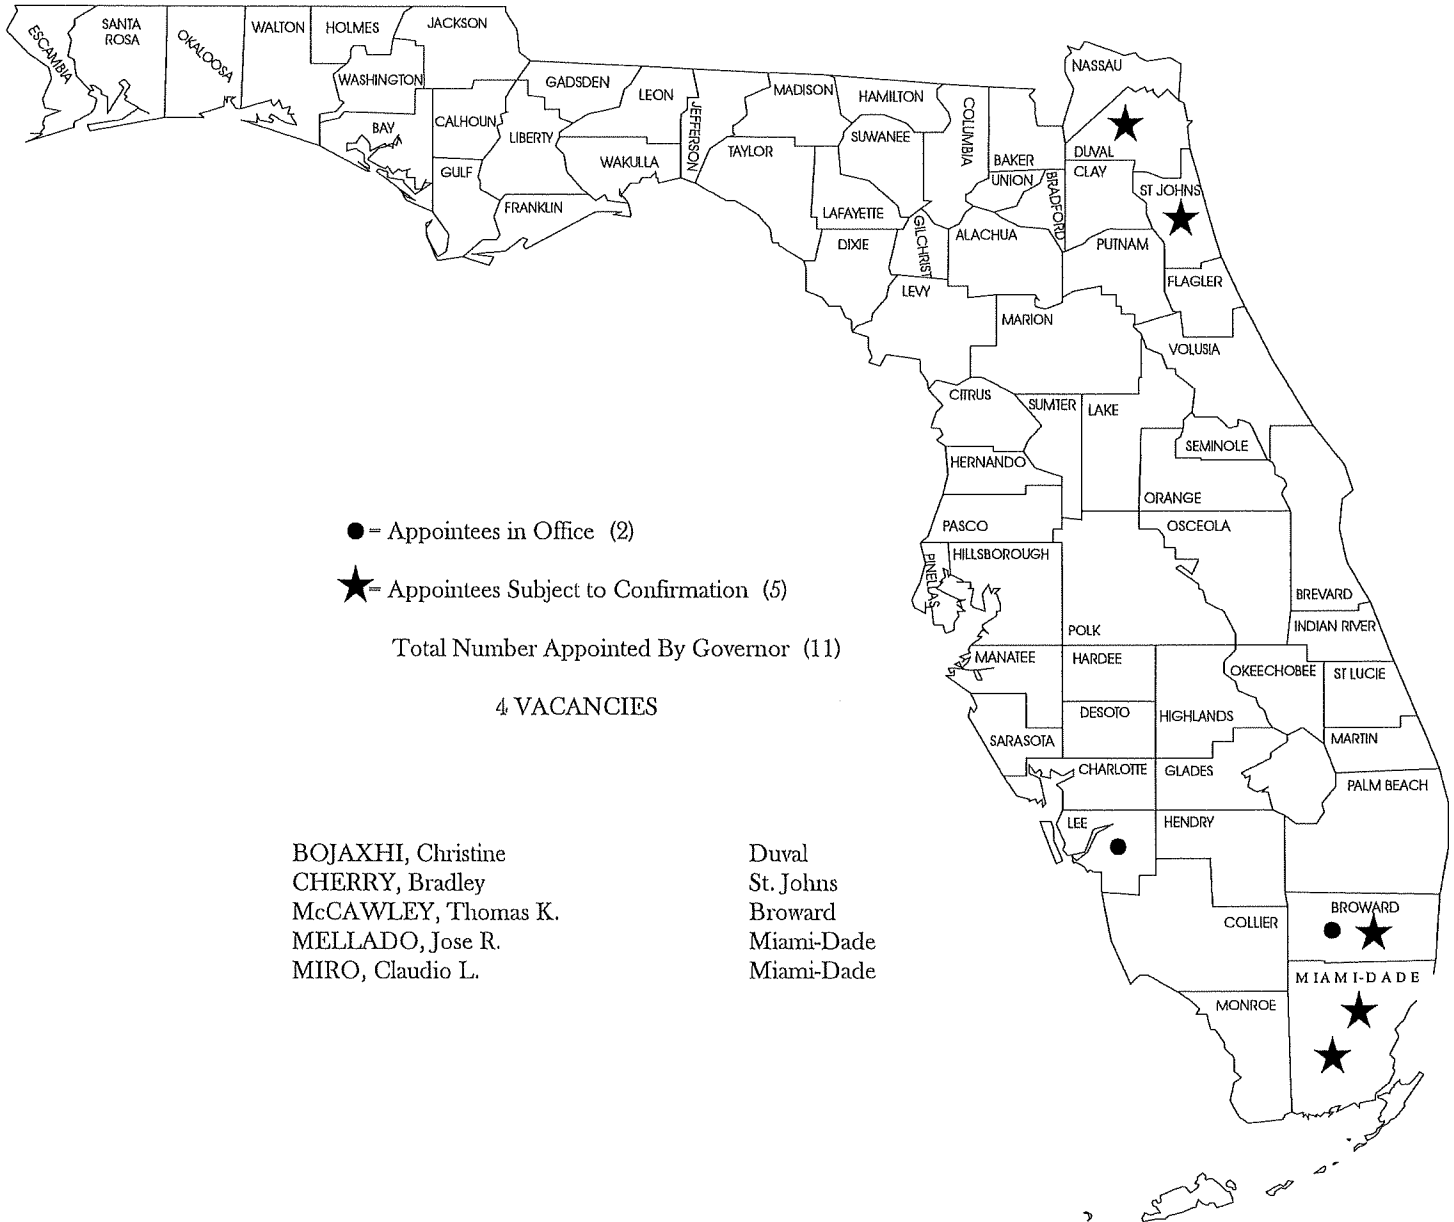 ESCAMBIA
SANTA
ROSA
OKALOOSA
WALTON
HOLMES
JACKSON
WASHINGTON
BAY
CALHOUN
GULF
LIBERTY
GADSDEN
FRANKLIN
LEON
WAKULLA
JEFFERSON
MADISON
TAYLOR
HAMILTON
SUWANEE
LAFAYETTE
DIXIE
COLUMBIA
GILCHRIST
BAKER
UNION
BRADFORD
ALACHUA
LEVY
NASSAU
DUVAL
CLAY
ST JOHNS
PUTNAM
FLAGLER
MARION
VOLUSIA
CITRUS
SUMTER
LAKE
SEMINOLE
HERNANDO
ORANGE
PASCO
OSCEOLA
HILLSBOROUGH
PINELLAS
BREVARD
INDIAN RIVER
POLK
MANATEE
HARDEE
OKEECHOBEE
ST LUCIE
DESOTO
HIGHLANDS
SARASOTA
MARTIN
CHARLOTTE
GLADES
PALM BEACH
LEE
HENDRY
COLLIER
BROWARD
MIAMI-DADE
MONROE
= Appointees in Office (2)
= Appointees Subject to Confirmation (5)
Total Number Appointed By Governor (11)
4 VACANCIES
BOJAXHI, Christine Duval
CHERRY, Bradley St. Johns
McCAWLEY, Thomas K. Broward
MELLADO, Jose R. Miami-Dade
MIRO, Claudio L. Miami-Dade